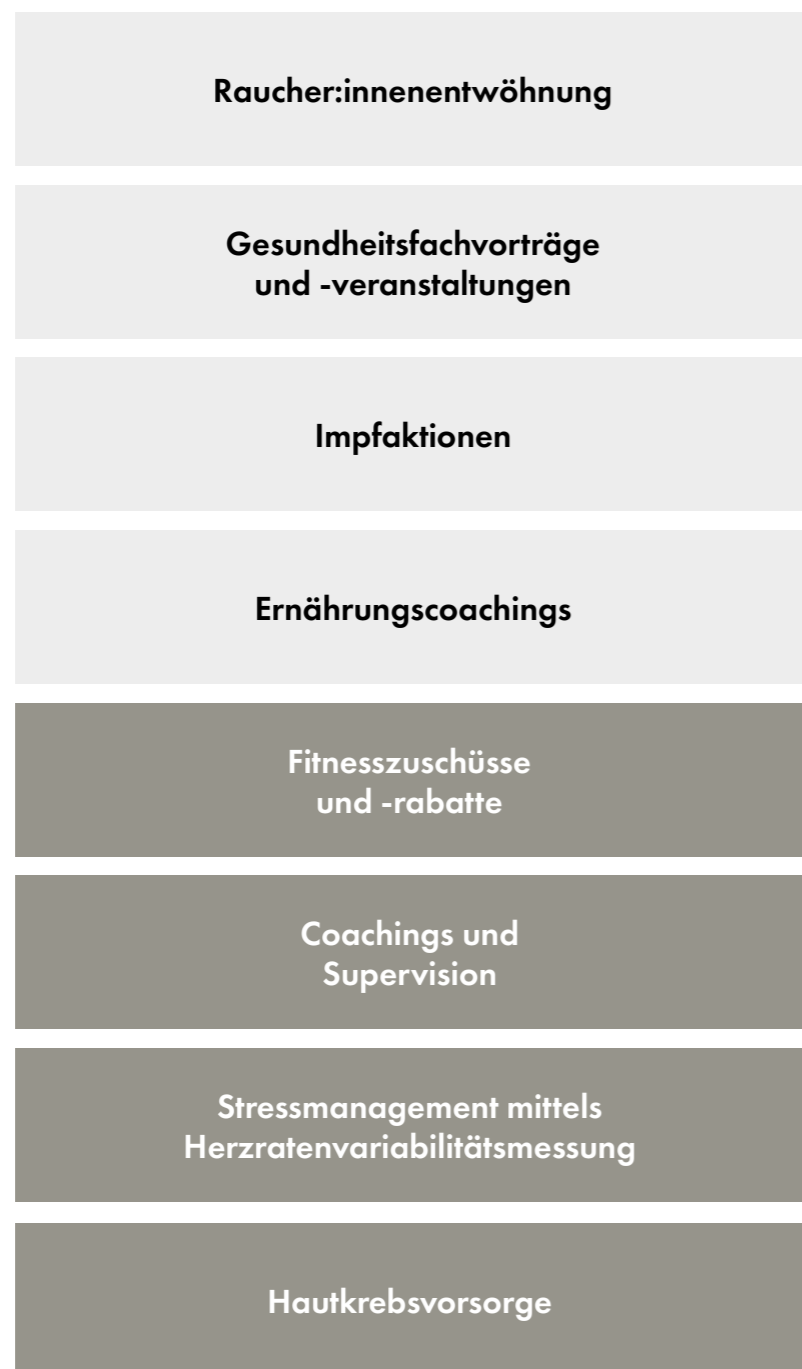 Raucher:innenentwöhnung
Gesundheitsfachvorträge
und -veranstaltungen
Impfaktionen
Ernährungscoachings
Fitnesszuschüsse
und -rabatte
Coachings und
Supervision
Stressmanagement mittels
Herzratenvariabilitätsmessung
Hautkrebsvorsorge